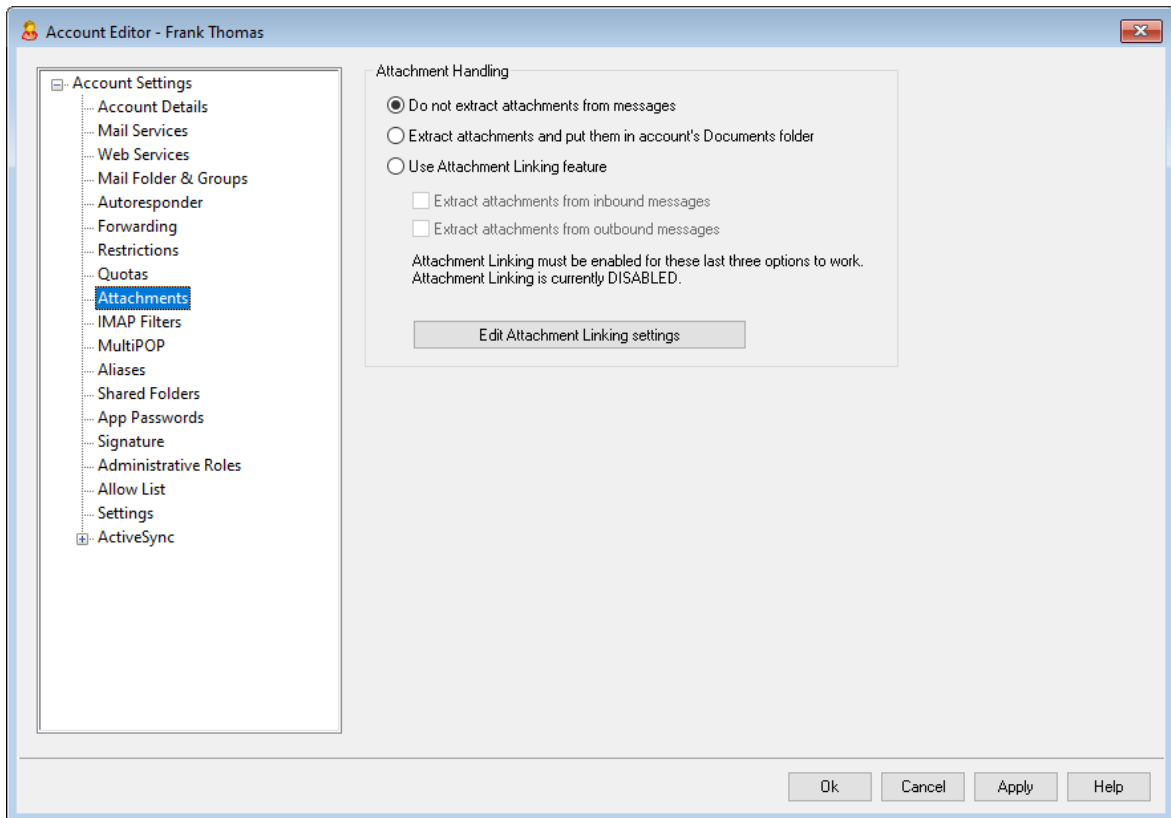 Account Editor - Frank Thomas
Account Settings
Account Details
Mail Services
Web Services
Mail Folder & Groups
Autoresponder
Forwarding
Restrictions
Quotas
Attachments
IMAP Filters
MultiPOP
Aliases
Shared Folders
App Passwords
Signature
Administrative Roles
Allow List
Settings
ActiveSync
Attachment Handling
Do not extract attachments from messages
Extract attachments and put them in account's Documents folder
Use Attachment Linking feature
Extract attachments from inbound messages
Extract attachments from outbound messages
Attachment Linking must be enabled for these last three options to work.
Attachment Linking is currently DISABLED.
Edit Attachment Linking settings
Ok Cancel Apply Help